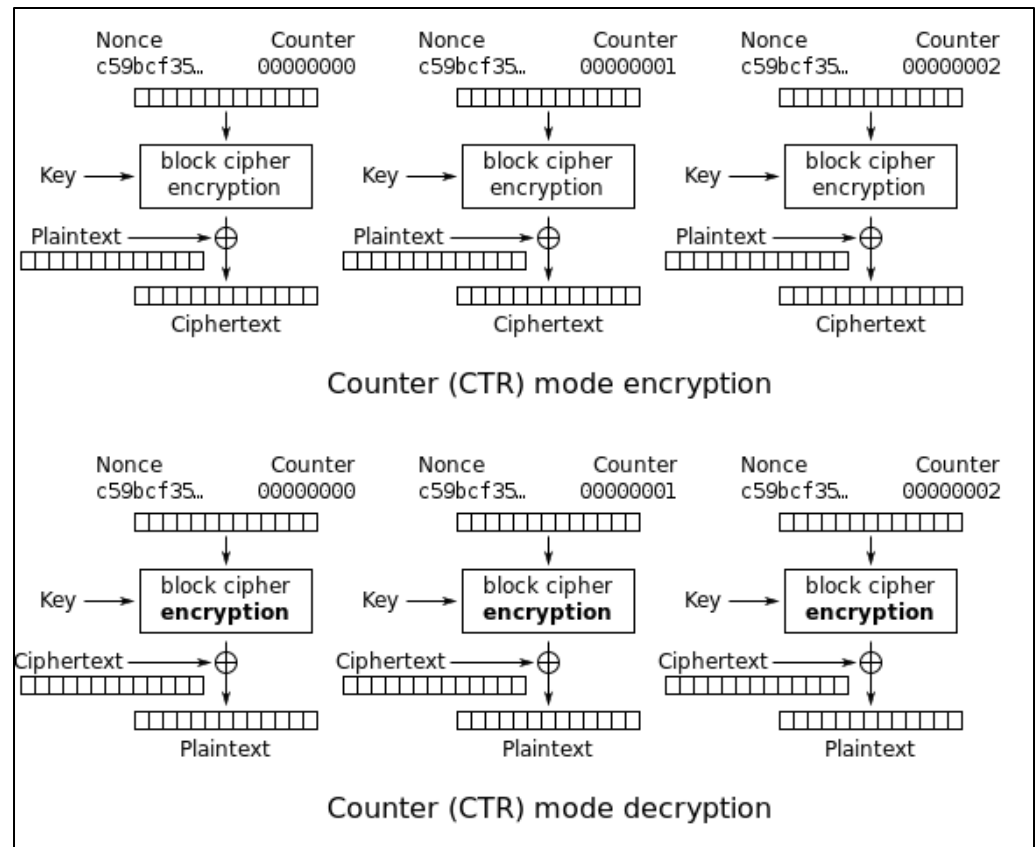 Nonce Counter Nonce Counter Nonce Counter
c59bcf35… 00000000 c59bcf35… 00000001 c59bcf35… 00000002
block cipher block cipher block cipher
Key encryption Key encryption Key encryption
Plaintext Plaintext Plaintext
Ciphertext Ciphertext Ciphertext
Counter (CTR) mode encryption
Nonce Counter Nonce Counter Nonce Counter
c59bcf35… 00000000 c59bcf35… 00000001 c59bcf35… 00000002
block cipher block cipher block cipher
Key encryption Key encryption Key encryption
Ciphertext Ciphertext Ciphertext
Plaintext Plaintext Plaintext
Counter (CTR) mode decryption